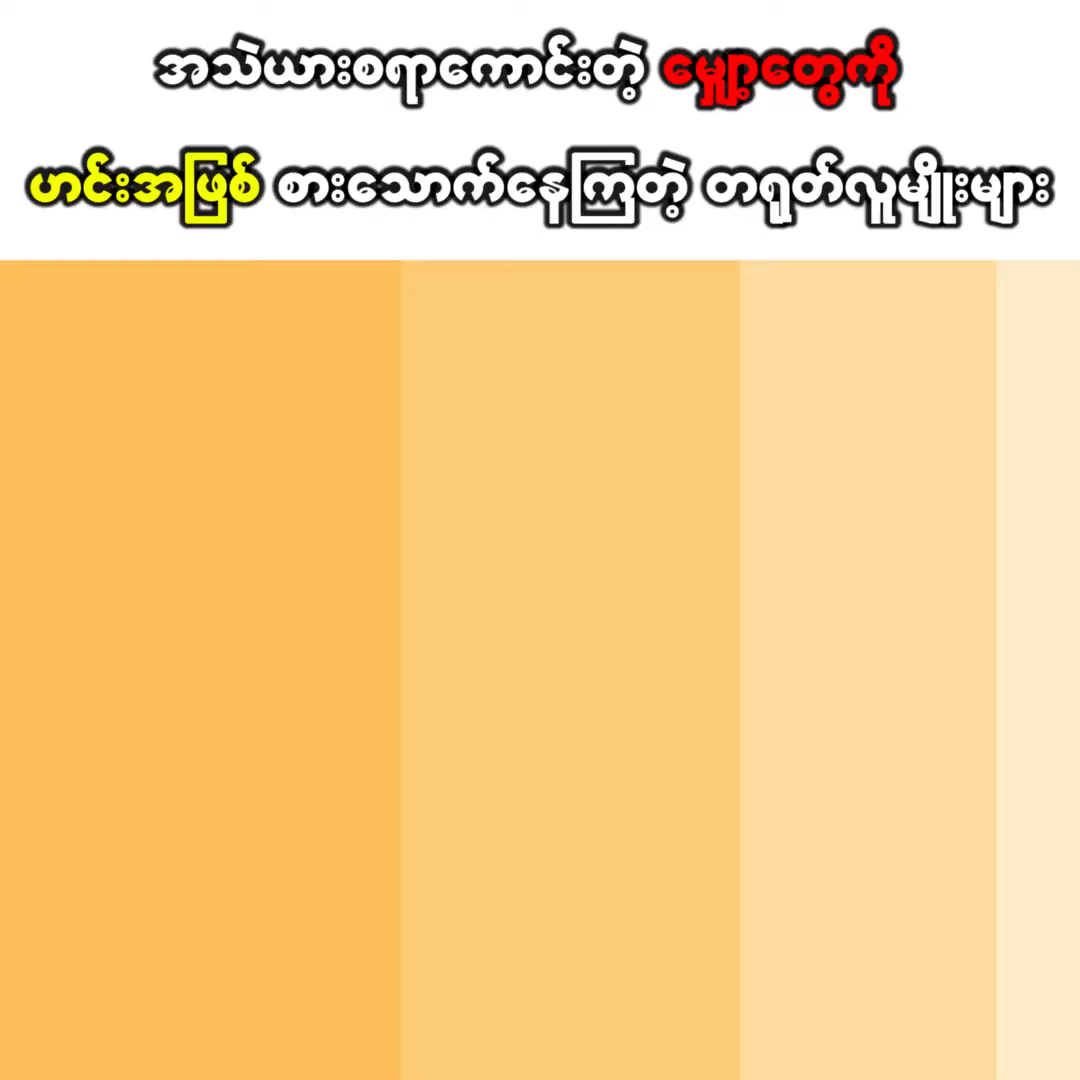 အသဲယားစရာကောင်းတဲ့ မျှော့တွေကို
ဟင်းအဖြစ် စားသောက်နေကြတဲ့ တရုတ်လူမျိုးများ